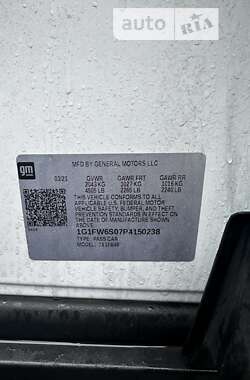 auto RIA
gm
MFD BY GENERAL MOTORS LLC
03/21 GVWR GAWR FRT GAWR RR
2043 KG 1027 KG 1016 KG
4505 LB 2265 LB 2240 LB
THIS VEHICLE CONFORMS TO ALL
APPLICABLE U.S. FEDERAL MOTOR
VEHICLE SAFETY, BUMPER, AND THEFT
PREVENTION STANDARDS IN EFFECT ON
THE DATE OF MANUFACTURE SHOWN
ABOVE.
1G1FW6S07P4150238
TYPE: PASS CAR
MODEL: